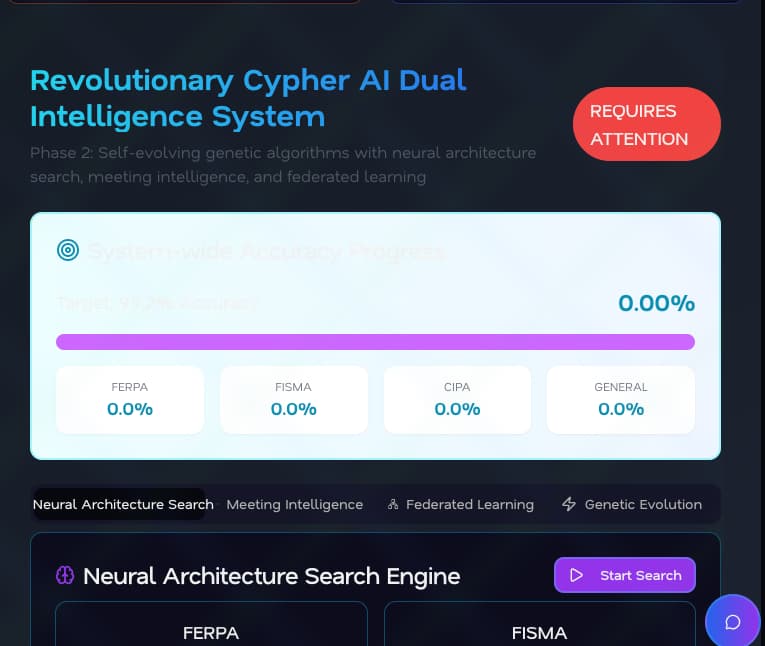 Revolutionary Cypher AI Dual
Intelligence System
REQUIRES
ATTENTION
Phase 2: Self-evolving genetic algorithms with neural architecture
search, meeting intelligence, and federated learning
System-wide Accuracy Progress
Target: 99.2% Accuracy
0.00%
FERPA
0.0%
FISMA
0.0%
CIPA
0.0%
GENERAL
0.0%
Neural Architecture Search
Meeting Intelligence
Federated Learning
Genetic Evolution
Neural Architecture Search Engine
Start Search
FERPA
FISMA